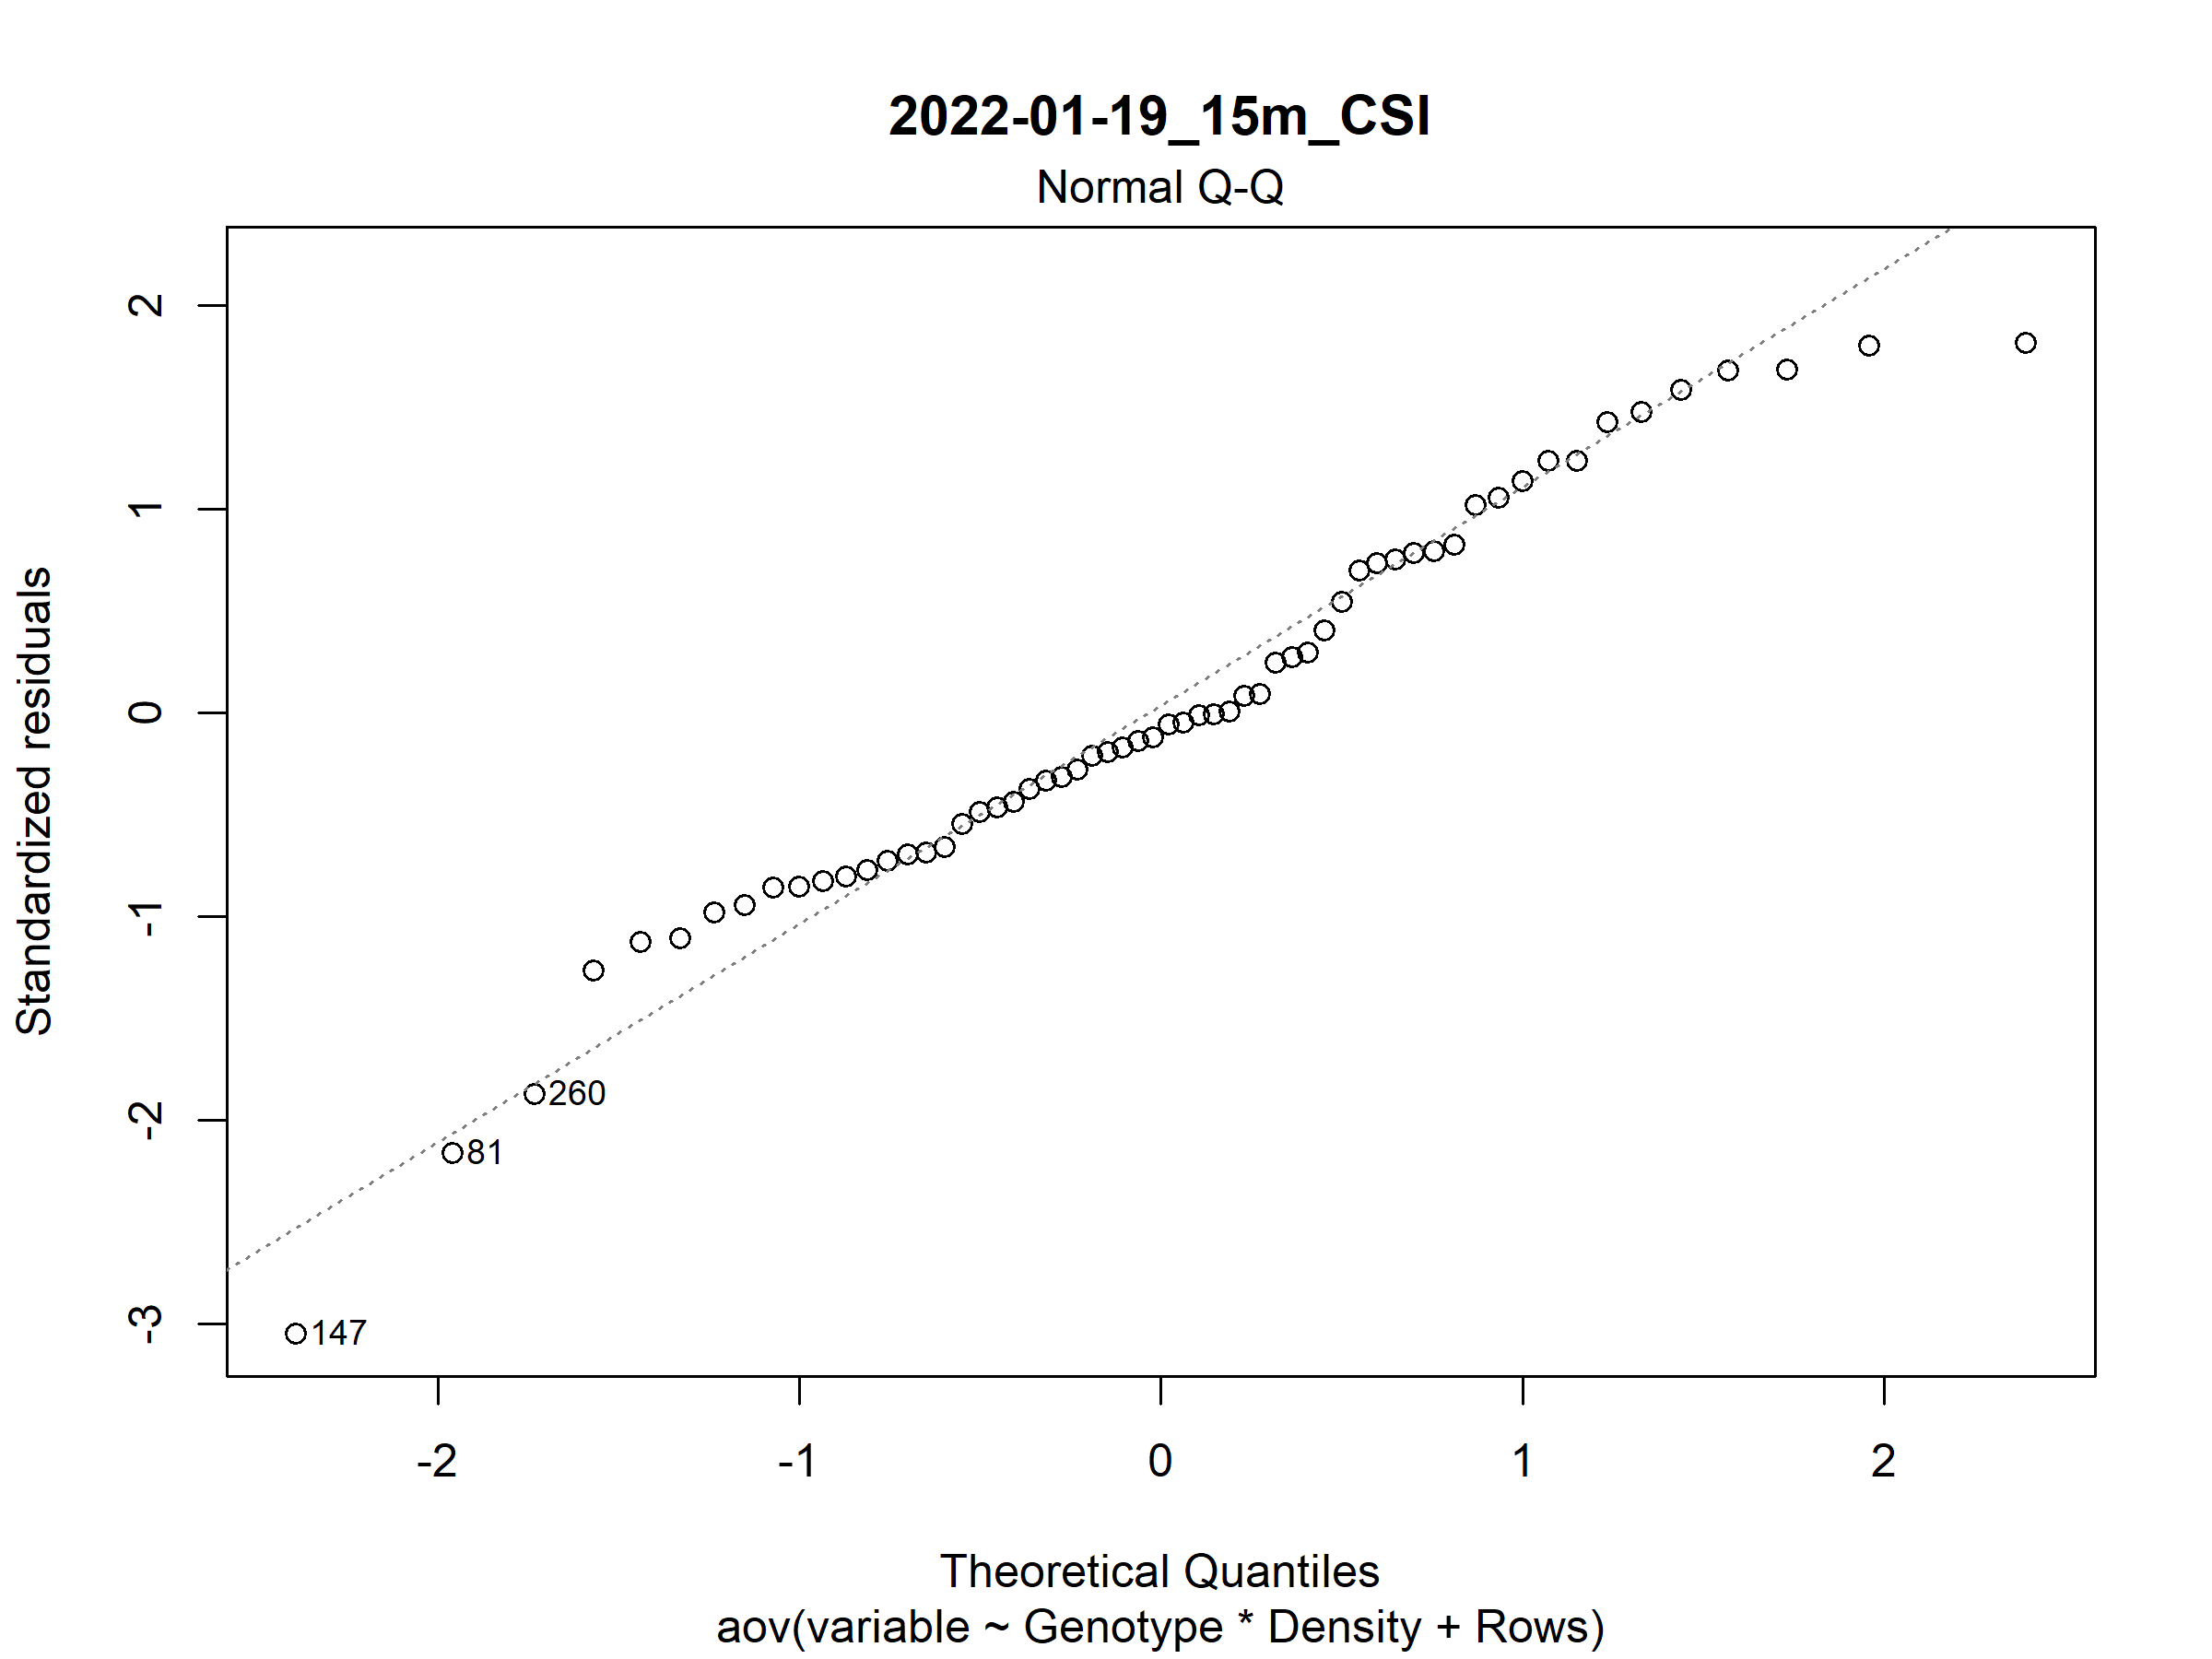 2022-01-19_15m_CSI
Normal Q-Q
Standardized residuals
2
1
0
-1
-2
-3
260
81
147
-2
-1
0
1
2
Theoretical Quantiles
aov(variable ~ Genotype * Density + Rows)